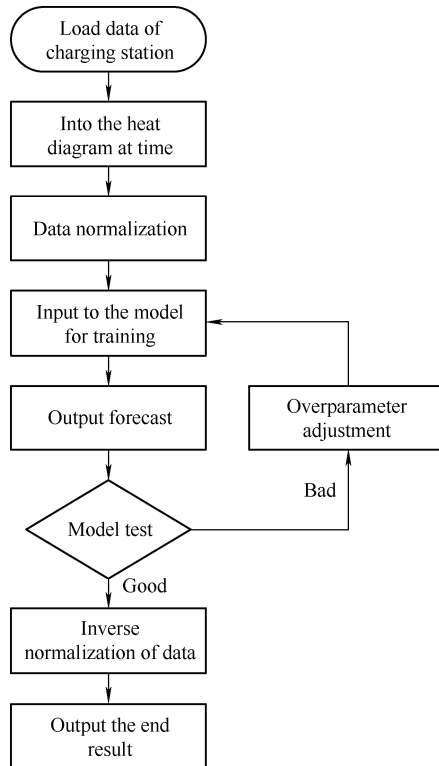 Load data of
charging station
Into the heat
diagram at time
Data normalization
Input to the model
for training
Output forecast
Overparameter
adjustment
Bad
Model test
Good
Inverse
normalization of data
Output the end
result